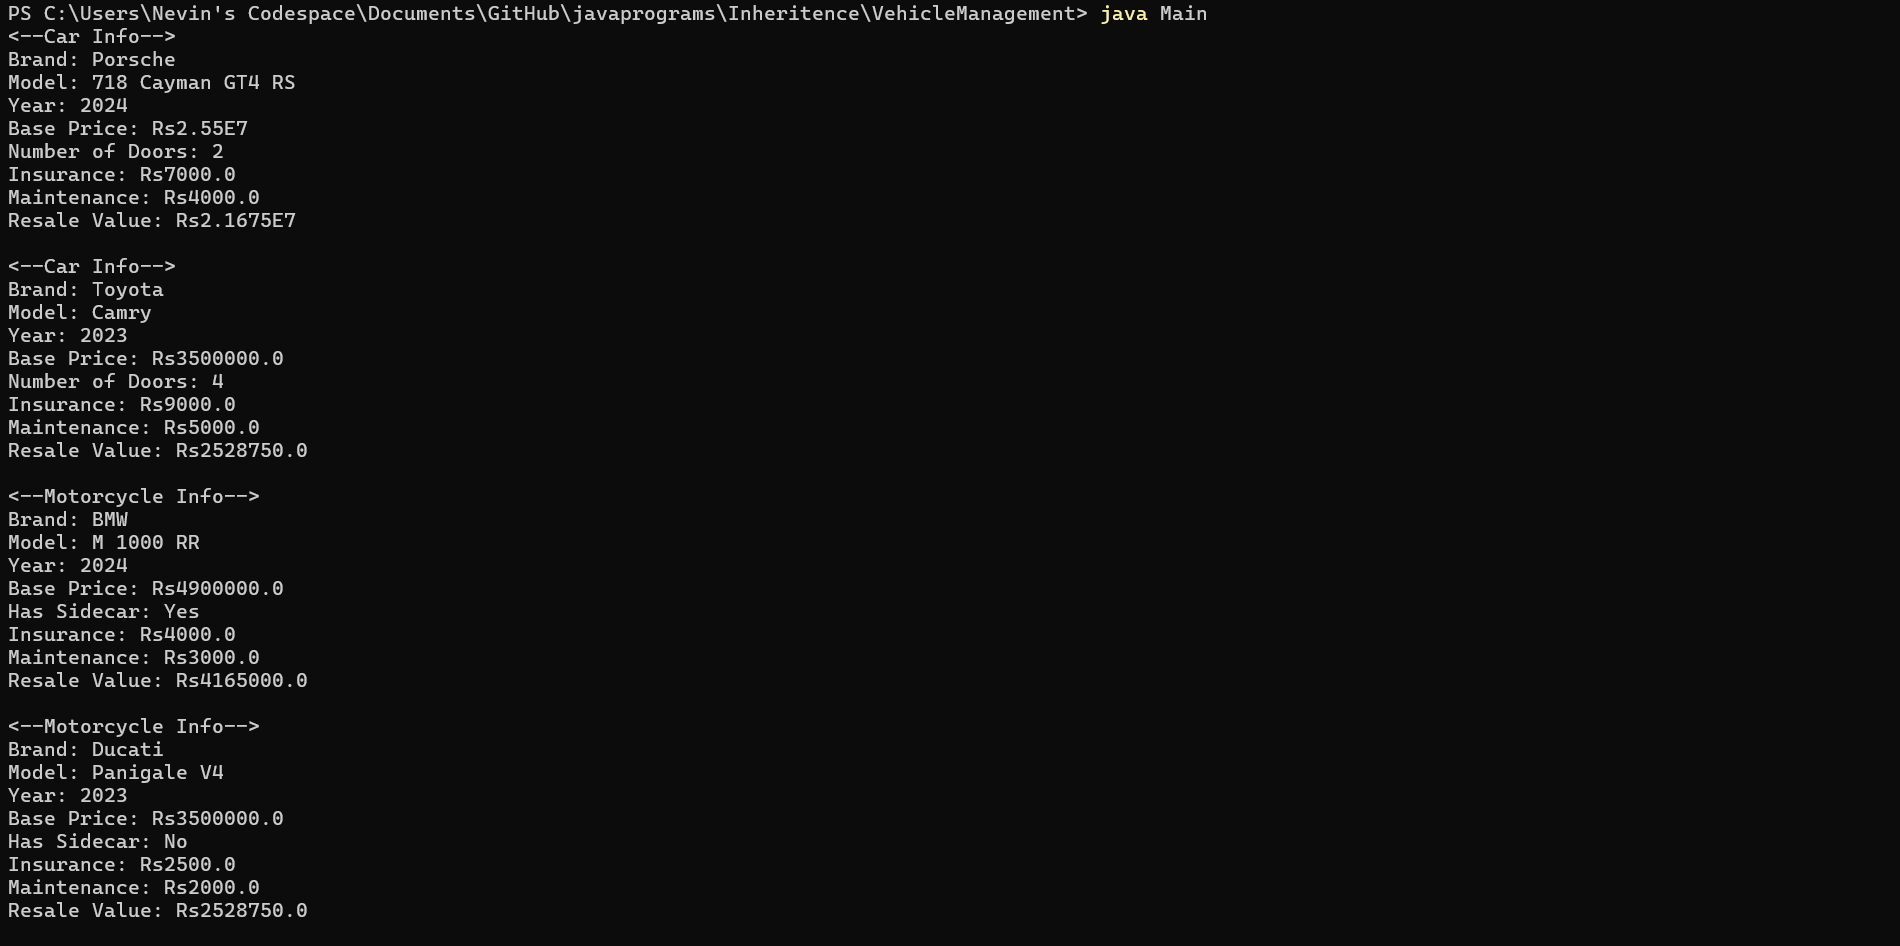 PS C:\Users\Nevin's Codespace\Documents\GitHub\javaprograms\Inheritence\VehicleManagement> java Main
<--Car Info-->
Brand: Porsche
Model: 718 Cayman GT4 RS
Year: 2024
Base Price: Rs2.55E7
Number of Doors: 2
Insurance: Rs7000.0
Maintenance: Rs4000.0
Resale Value: Rs2.1675E7

<--Car Info-->
Brand: Toyota
Model: Camry
Year: 2023
Base Price: Rs3500000.0
Number of Doors: 4
Insurance: Rs9000.0
Maintenance: Rs5000.0
Resale Value: Rs2528750.0

<--Motorcycle Info-->
Brand: BMW
Model: M 1000 RR
Year: 2024
Base Price: Rs4900000.0
Has Sidecar: Yes
Insurance: Rs4000.0
Maintenance: Rs3000.0
Resale Value: Rs4165000.0

<--Motorcycle Info-->
Brand: Ducati
Model: Panigale V4
Year: 2023
Base Price: Rs3500000.0
Has Sidecar: No
Insurance: Rs2500.0
Maintenance: Rs2000.0
Resale Value: Rs2528750.0